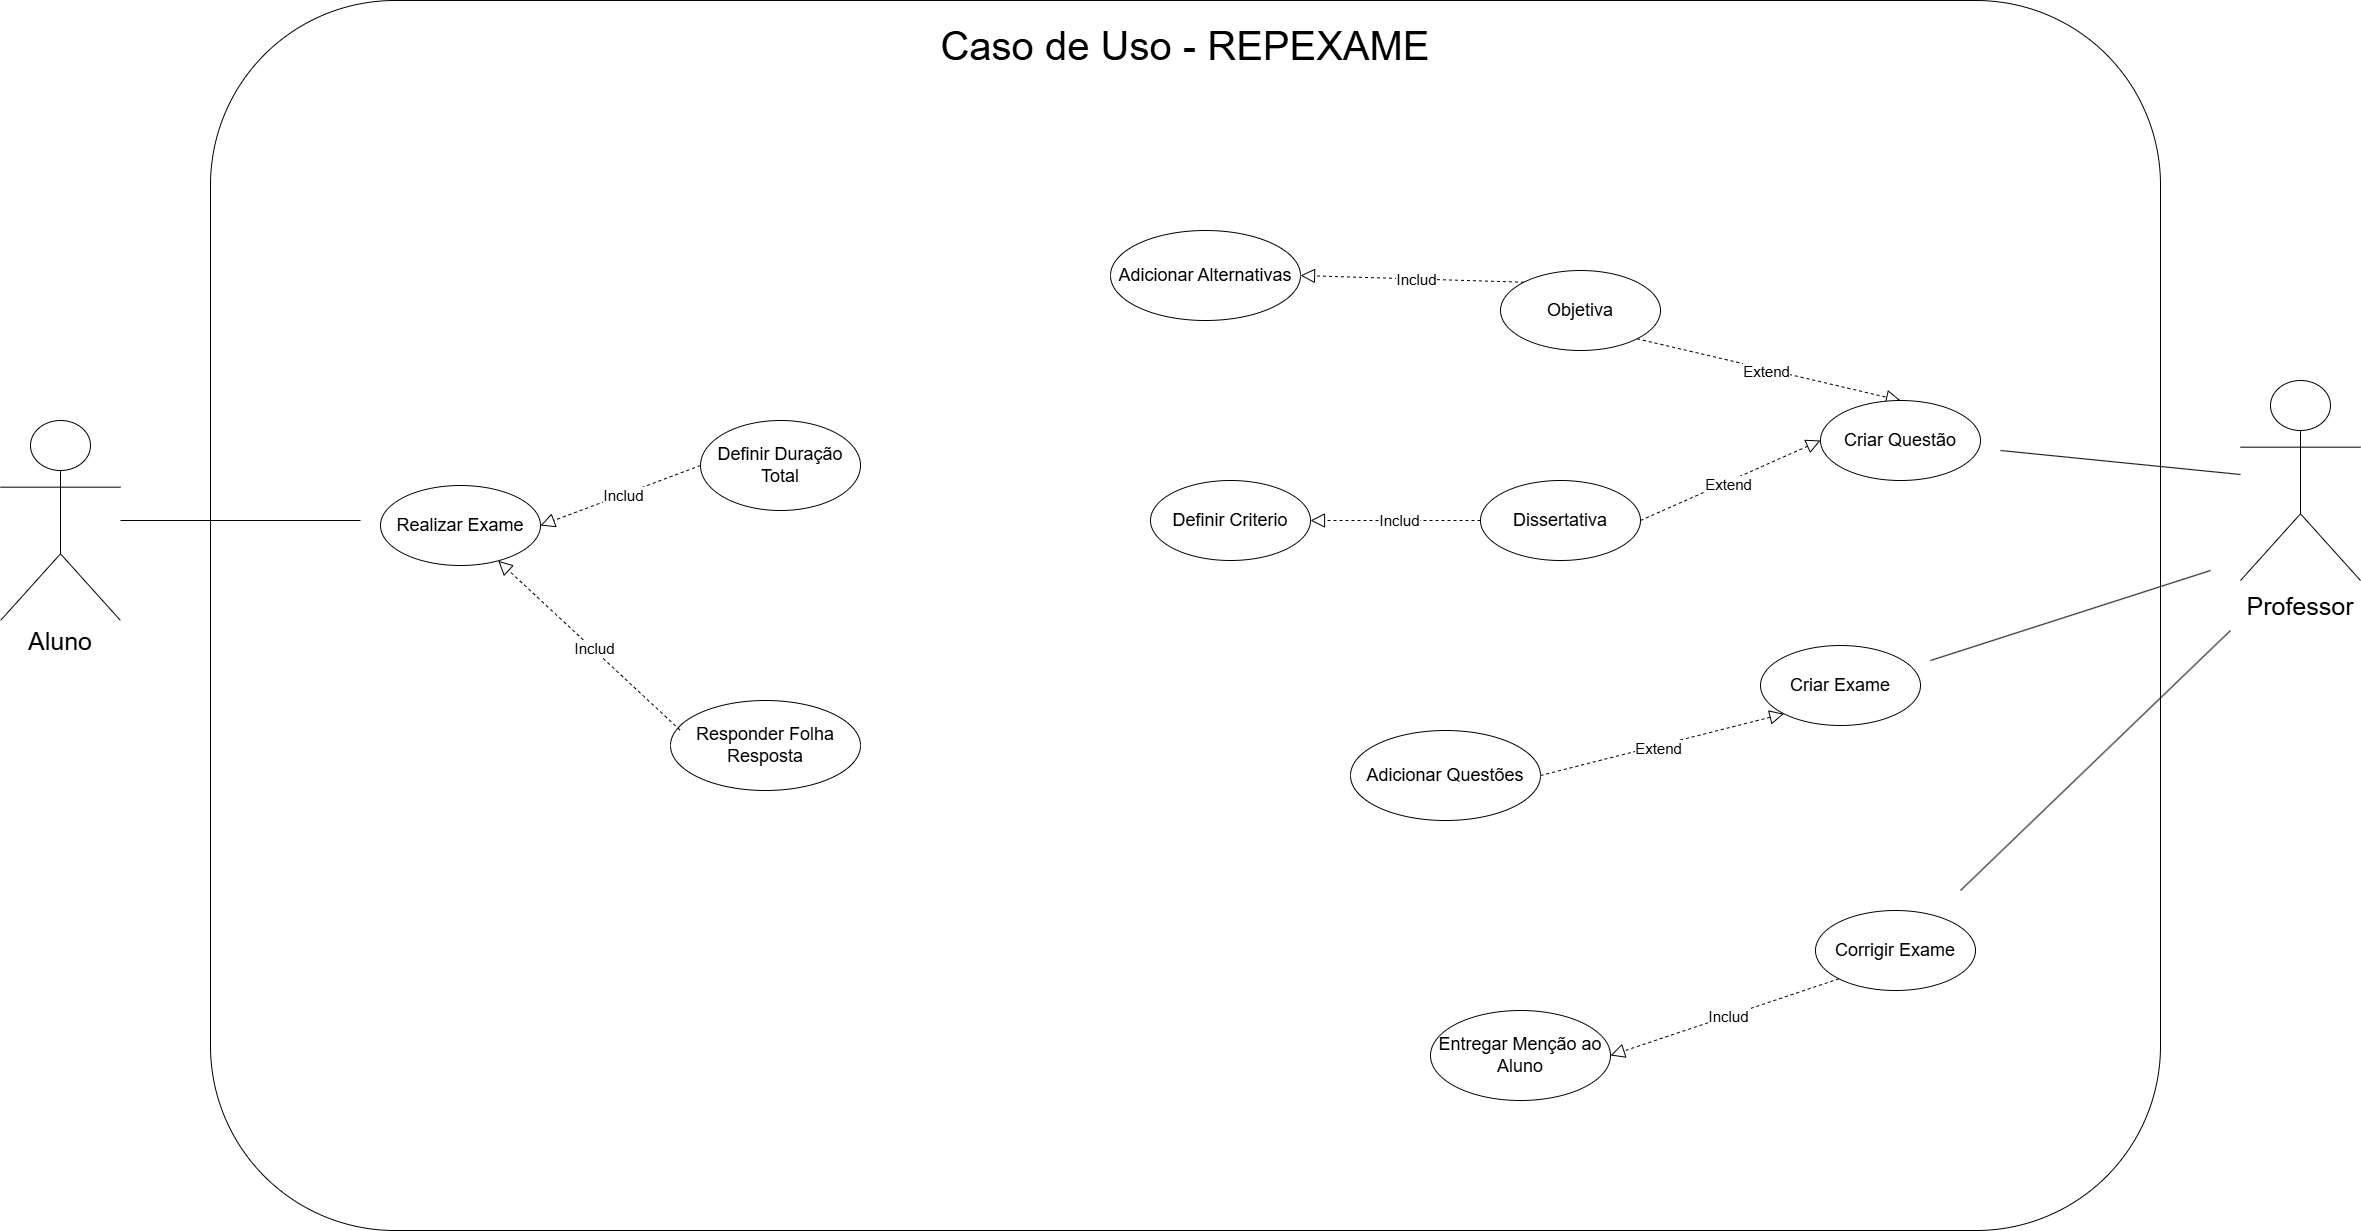 Caso de Uso - REPEXAME
Adicionar Alternativas
Includ
Objetiva
Extend
Criar Questão
Definir Duração
Total
Includ
Realizar Exame
Extend
Definir Criterio
Includ
Dissertativa
Professor
Aluno
Includ
Criar Exame
Responder Folha
Resposta
Extend
Adicionar Questões
Corrigir Exame
Includ
Entregar Menção ao
Aluno